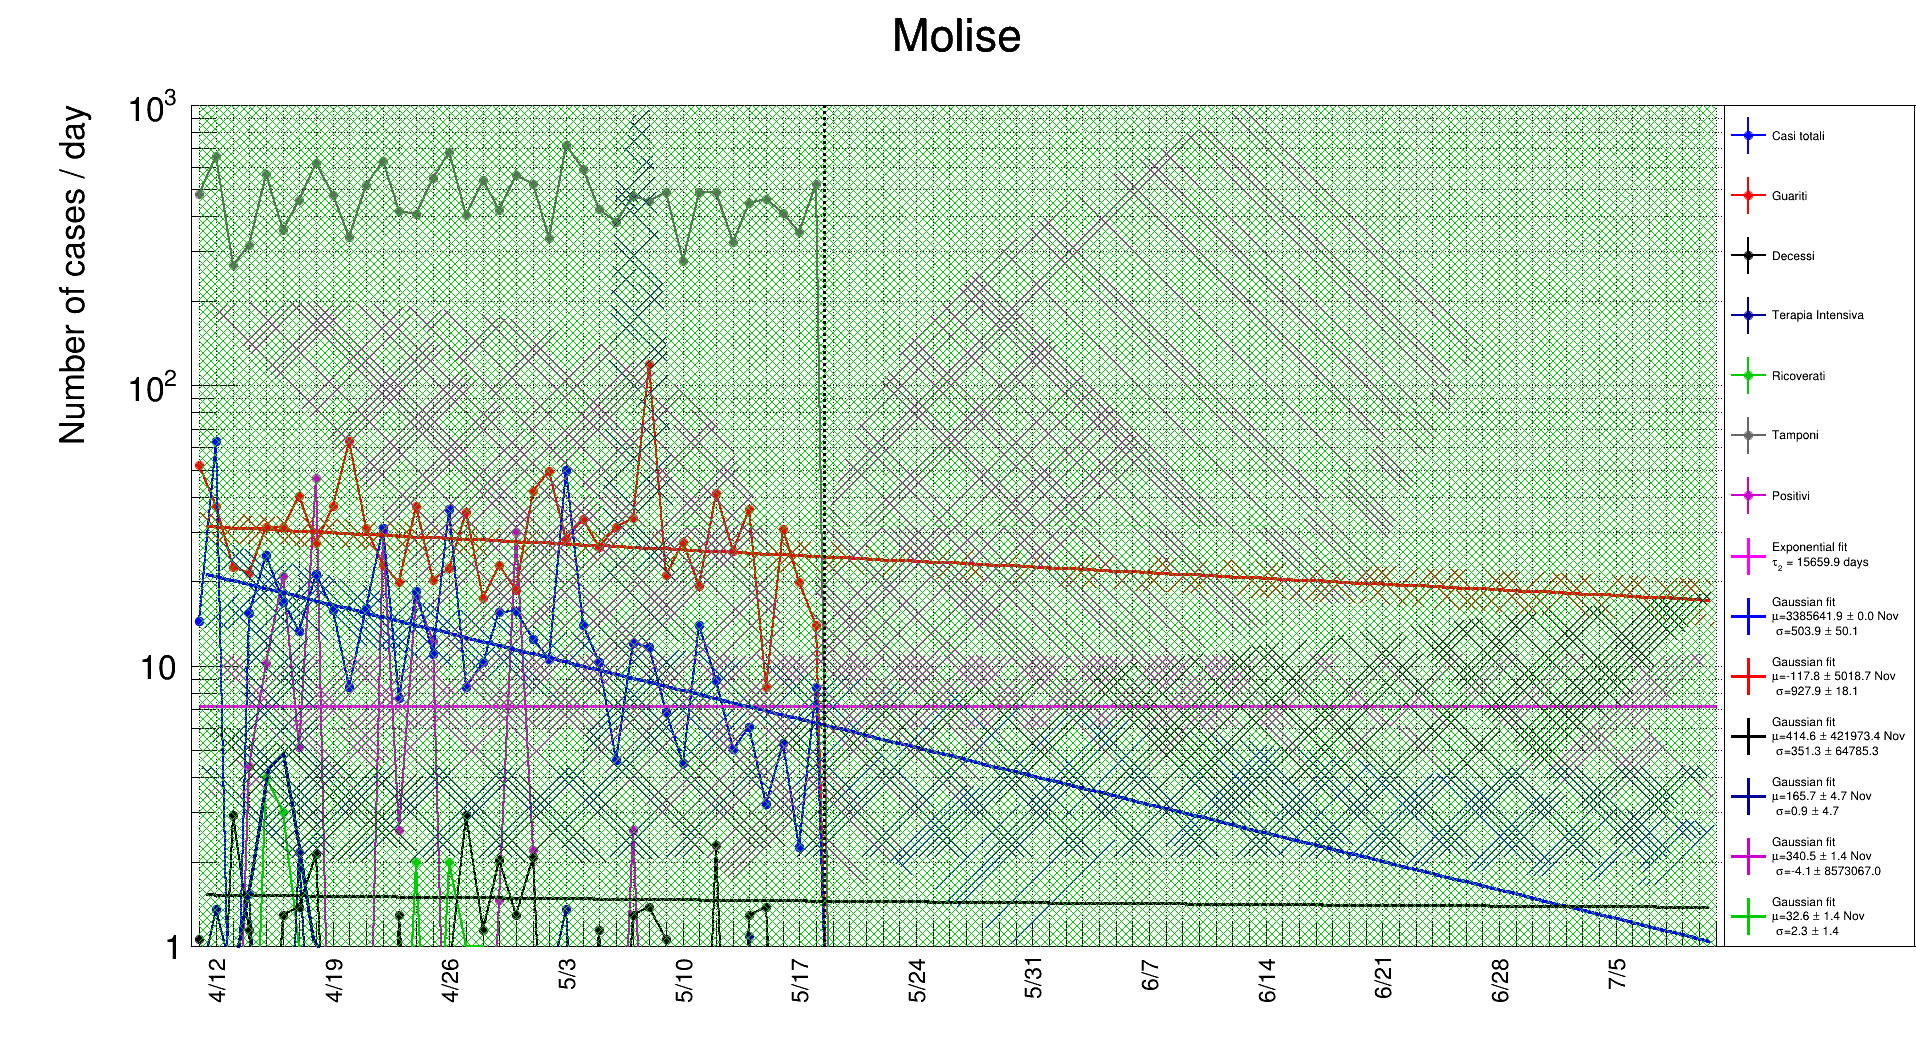 Molise
Number of cases / day
10³
10²
10
1
4/12
4/19
4/26
5/3
5/10
5/17
5/24
5/31
6/7
6/14
6/21
6/28
7/5
Casi totali
Guariti
Decessi
Terapia Intensiva
Ricoverati
Tamponi
Positivi
Exponential fit
τ₂ = 15659.9 days
Gaussian fit
μ=3385641.9 ± 0.0 Nov
σ=503.9 ± 50.1
Gaussian fit
μ=-117.8 ± 5018.7 Nov
σ=927.9 ± 18.1
Gaussian fit
μ=414.6 ± 421973.4 Nov
σ=351.3 ± 64785.3
Gaussian fit
μ=165.7 ± 4.7 Nov
σ=0.9 ± 4.7
Gaussian fit
μ=340.5 ± 1.4 Nov
σ=-4.1 ± 8573067.0
Gaussian fit
μ=32.6 ± 1.4 Nov
σ=2.3 ± 1.4